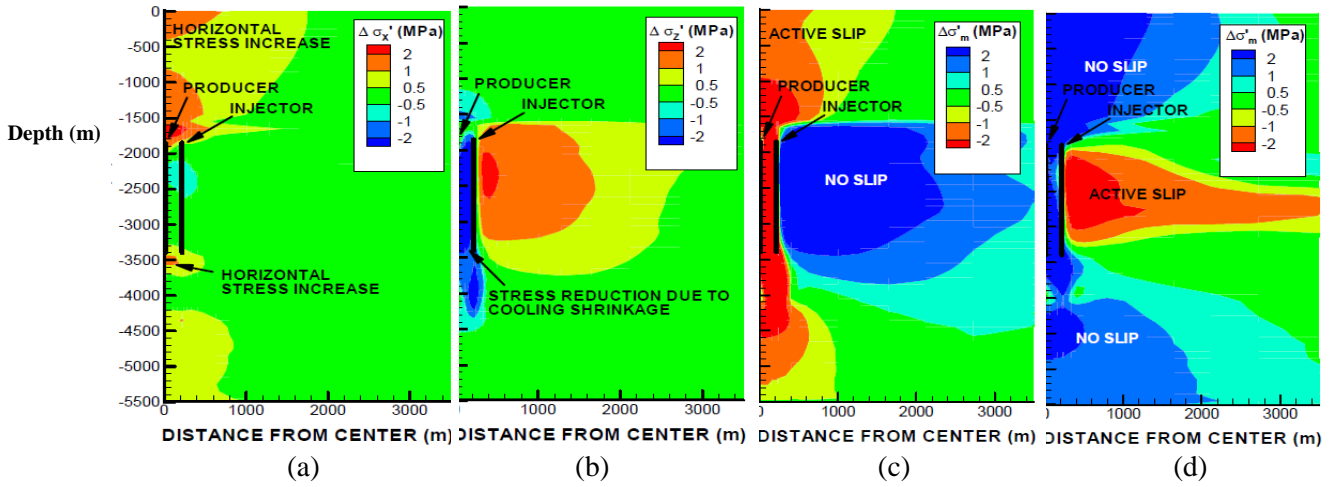 Depth (m)
0
-500
-1000
-1500
-2000
-2500
-3000
-3500
-4000
-4500
-5000
-5500
HORIZONTAL
STRESS INCREASE
PRODUCER
INJECTOR
HORIZONTAL
STRESS INCREASE
Δ σx' (MPa)
2
1
0.5
-0.5
-1
-2
0 1000 2000 3000
DISTANCE FROM CENTER (m)
(a)
PRODUCER
INJECTOR
STRESS REDUCTION DUE TO
COOLING SHRINKAGE
Δ σz' (MPa)
2
1
0.5
-0.5
-1
-2
1000 2000 3000
DISTANCE FROM CENTER (m)
(b)
ACTIVE SLIP
PRODUCER
INJECTOR
NO SLIP
Δσ'm (MPa)
2
1
0.5
-0.5
-1
-2
0 1000 2000 3000
DISTANCE FROM CENTER (m)
(c)
NO SLIP
PRODUCER
INJECTOR
ACTIVE SLIP
NO SLIP
Δσ'm (MPa)
2
1
0.5
-0.5
-1
-2
1000 2000 3000
DISTANCE FROM CENTER (m)
(d)